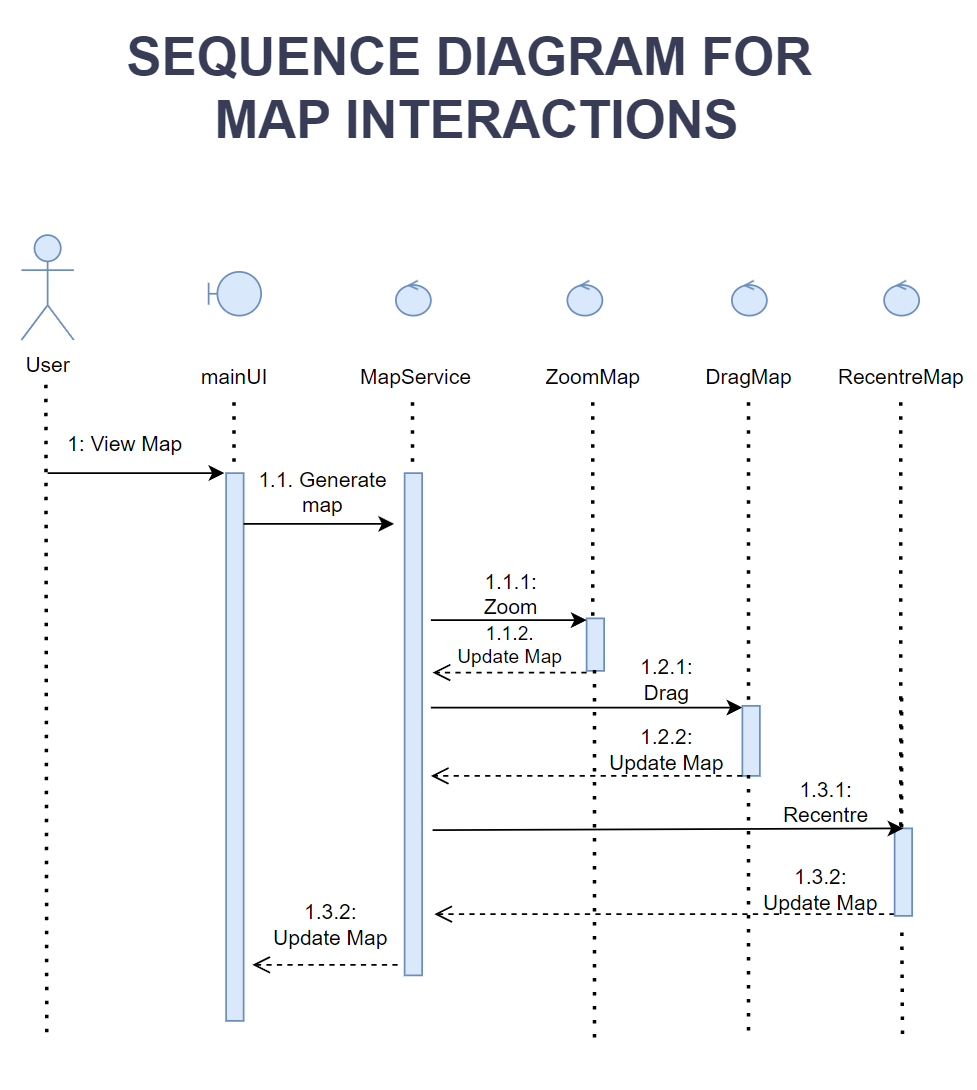 SEQUENCE DIAGRAM FOR
MAP INTERACTIONS
User
mainUI
MapService
ZoomMap
DragMap
RecentreMap
1: View Map
1.1. Generate
map
1.1.1:
Zoom
1.1.2.
Update Map
1.2.1:
Drag
1.2.2:
Update Map
1.3.1:
Recentre
1.3.2:
Update Map
1.3.2:
Update Map